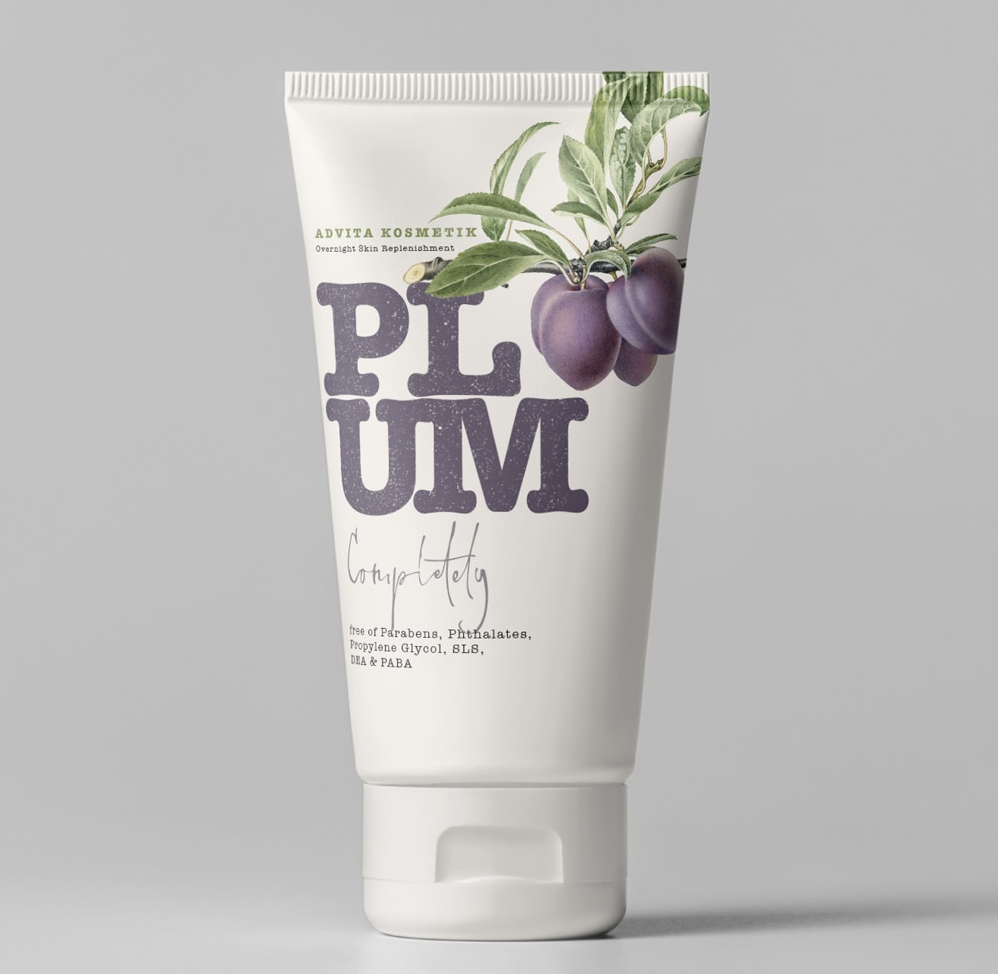 ADVITA KOSMETIK
Overnight Skin Replenishment
PL
UM
Completely
free of Parabens, Phthalates,
Propylene Glycol, SLS,
DEA & PABA